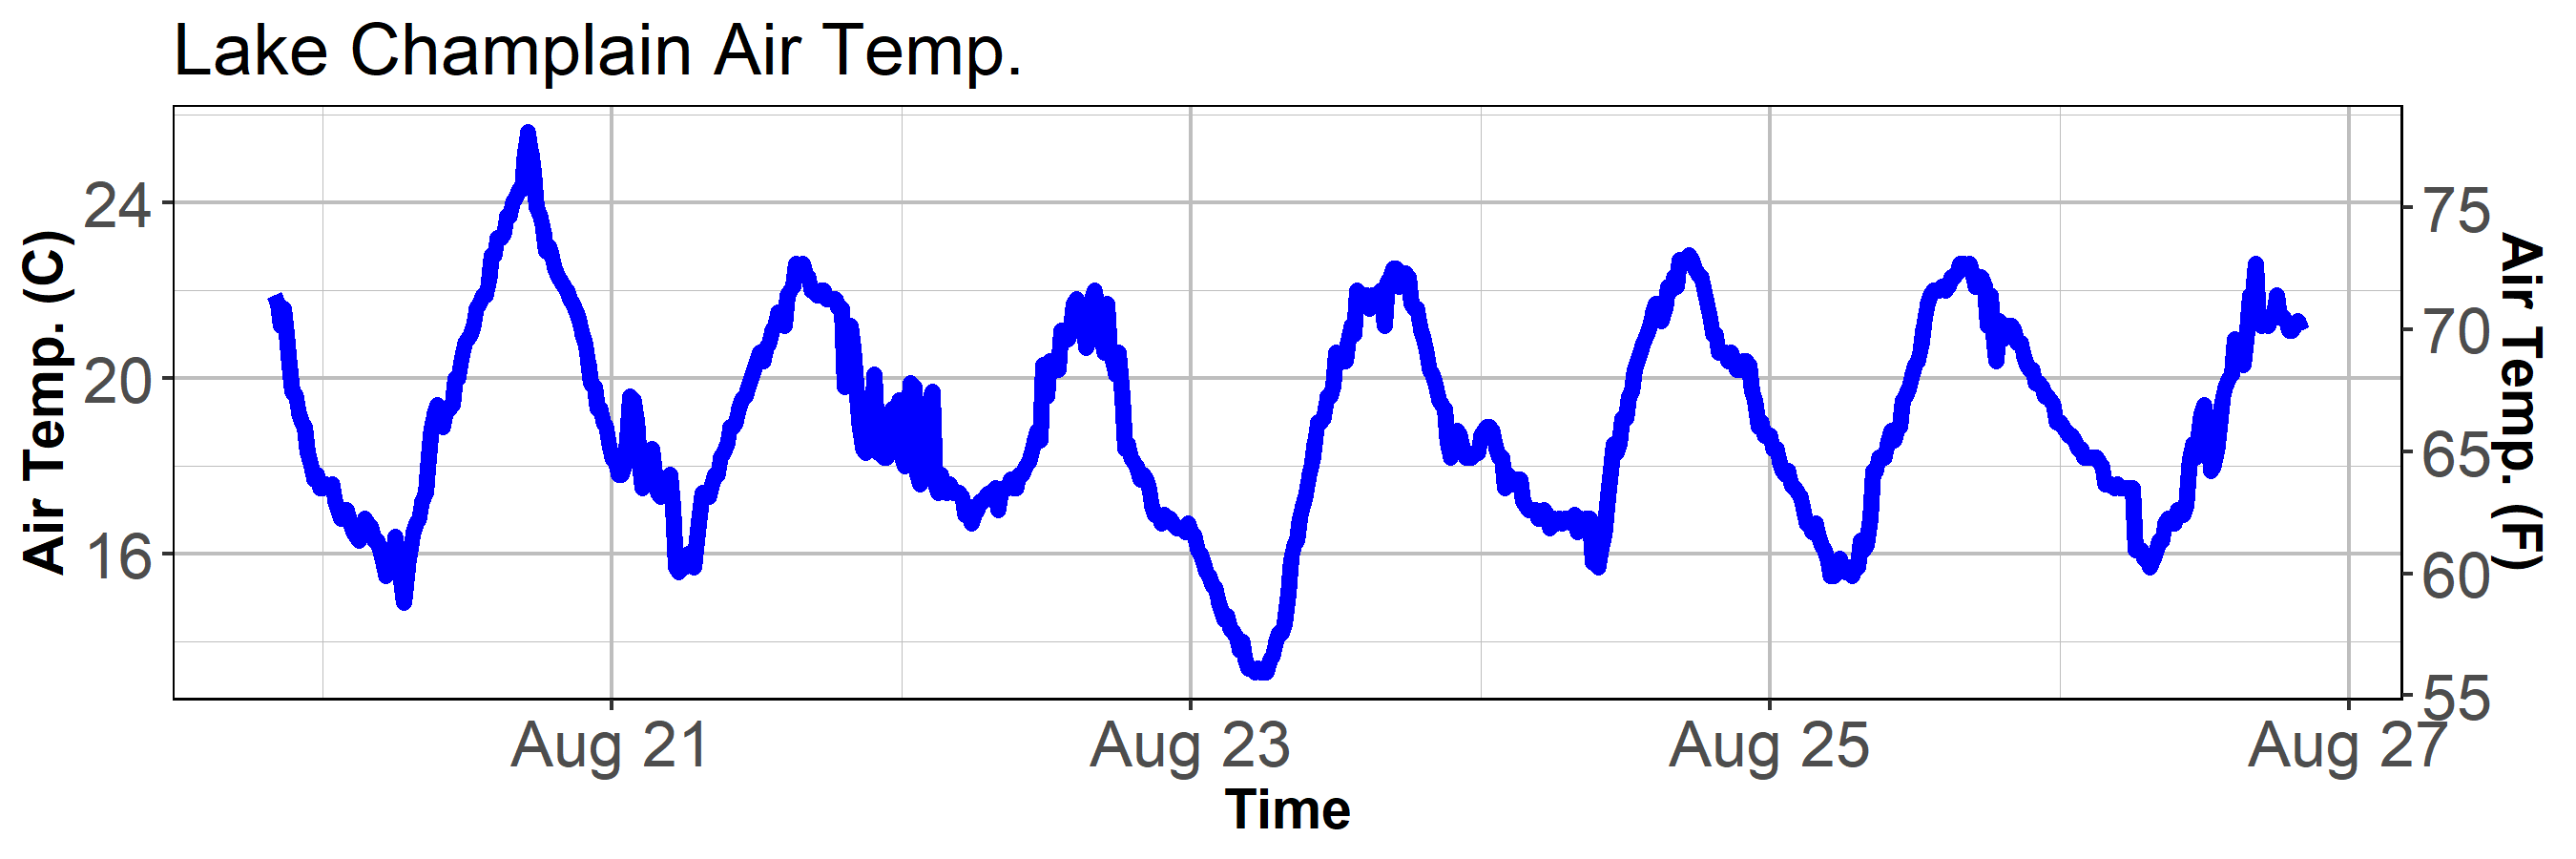 Lake Champlain Air Temp.
Air Temp. (C)
24
20
16
75
70
65
60
55
Air Temp. (F)
Aug 21 Aug 23 Aug 25 Aug 27
Time